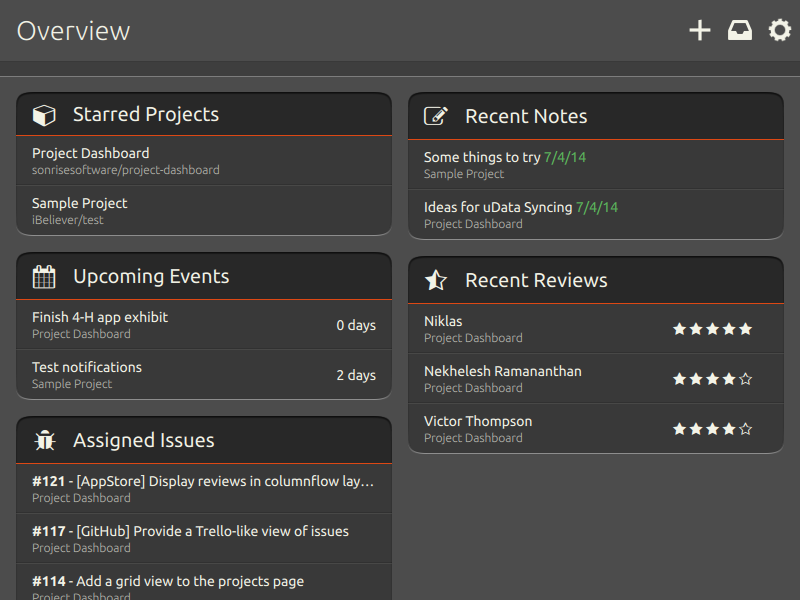 Overview
Starred Projects
Project Dashboard
sonrisesoftware/project-dashboard
Sample Project
iBeliever/test
Upcoming Events
Finish 4-H app exhibit
Project Dashboard
0 days
Test notifications
Sample Project
2 days
Assigned Issues
#121 - [AppStore] Display reviews in columnflow lay...
Project Dashboard
#117 - [GitHub] Provide a Trello-like view of issues
Project Dashboard
#114 - Add a grid view to the projects page
Project Dashboard
Recent Notes
Some things to try 7/4/14
Sample Project
Ideas for uData Syncing 7/4/14
Project Dashboard
Recent Reviews
Niklas
Project Dashboard
Nekhelesh Ramananthan
Project Dashboard
Victor Thompson
Project Dashboard